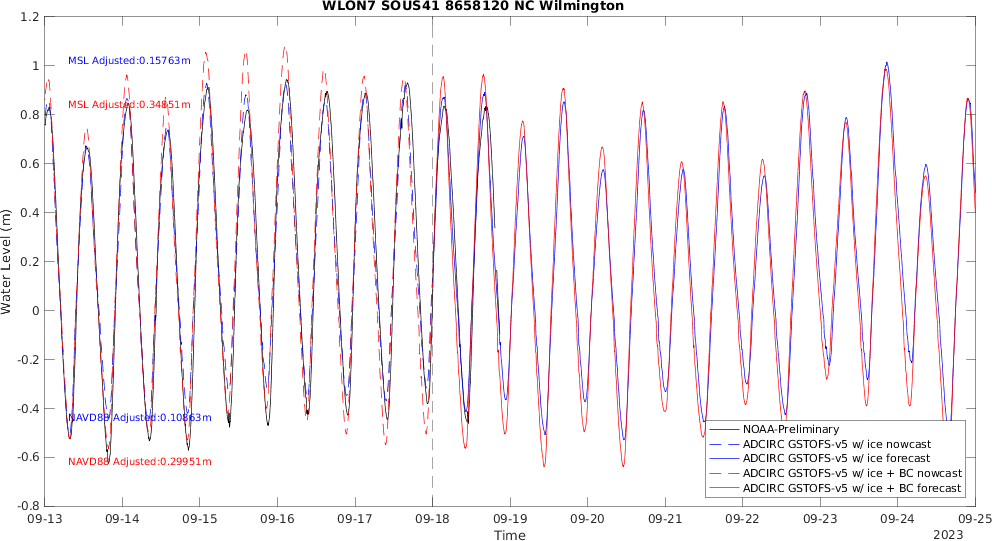 WLON7 SOUS41 8658120 NC Wilmington
1.2
1
0.8
0.6
0.4
0.2
0
-0.2
-0.4
-0.6
-0.8
Water Level (m)
MSL Adjusted:0.15763m
MSL Adjusted:0.34851m
NAVD88 Adjusted:0.10863m
NAVD88 Adjusted:0.29951m
NOAA-Preliminary
ADCIRC GSTOFS-v5 w/ ice nowcast
ADCIRC GSTOFS-v5 w/ ice forecast
ADCIRC GSTOFS-v5 w/ ice + BC nowcast
ADCIRC GSTOFS-v5 w/ ice + BC forecast
09-13 09-14 09-15 09-16 09-17 09-18 09-19 09-20 09-21 09-22 09-23 09-24 09-25
Time
2023